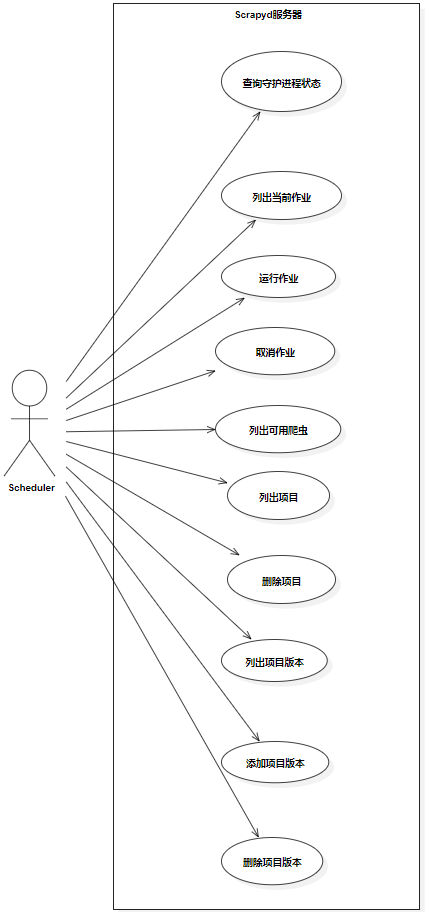 Scrapyd服务器
查询守护进程状态
列出当前作业
运行作业
取消作业
列出可用爬虫
Scheduler
列出项目
删除项目
列出项目版本
添加项目版本
删除项目版本